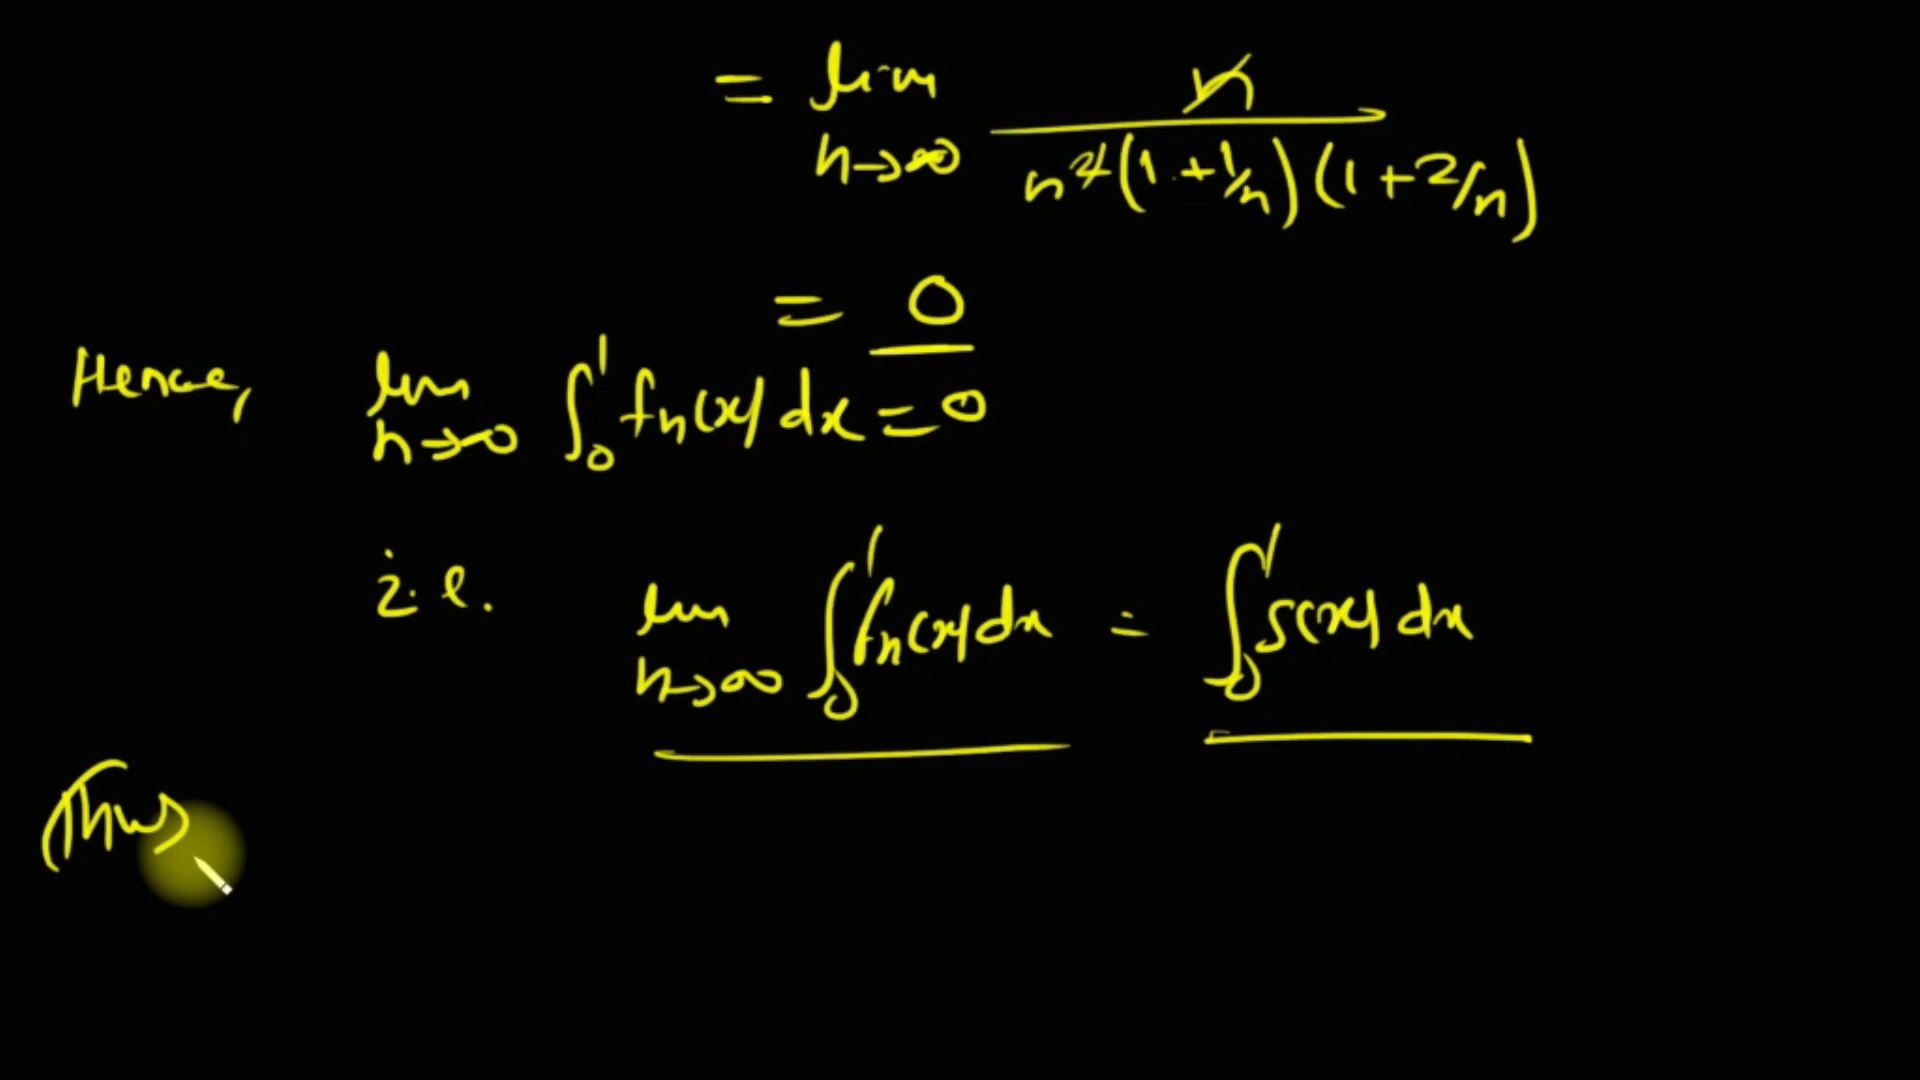 = lim n→∞ n / n²(1+1/n)(1+2/n)
= 0
Hence, lim n→∞ ∫₀¹ fn(x) dx = 0
i.e. lim n→∞ ∫₀¹ fn(x) dx = ∫₀¹ s(x) dx
Thus